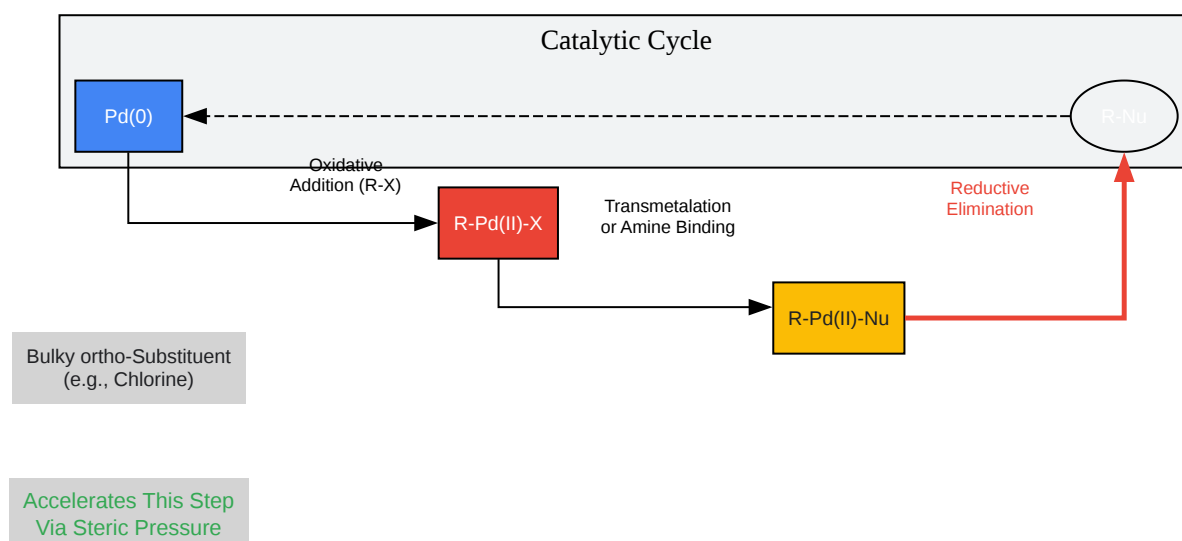 Catalytic Cycle
Pd(0)
R-Nu
Oxidative
Addition (R-X)
R-Pd(II)-X
Transmetalation
or Amine Binding
Reductive
Elimination
R-Pd(II)-Nu
Bulky ortho-Substituent
(e.g., Chlorine)
Accelerates This Step
Via Steric Pressure